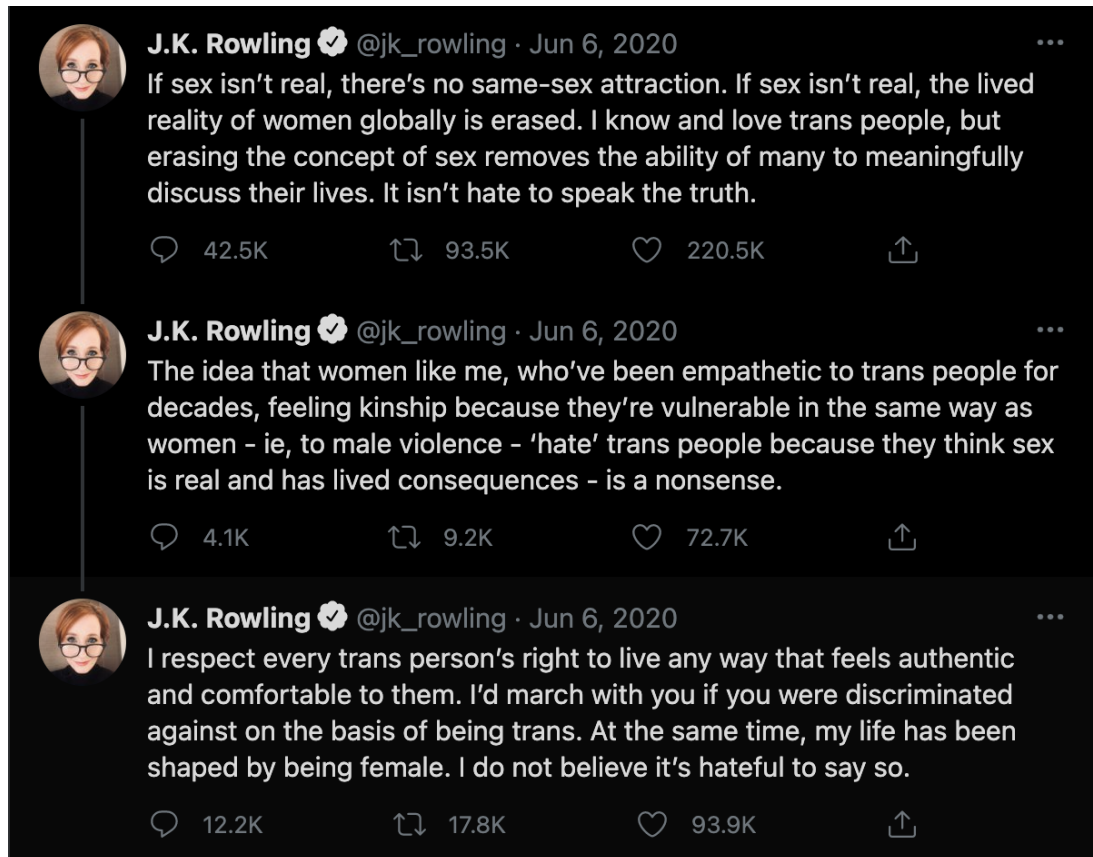 J.K. Rowling @jk_rowling · Jun 6, 2020
If sex isn’t real, there’s no same-sex attraction. If sex isn’t real, the lived
reality of women globally is erased. I know and love trans people, but
erasing the concept of sex removes the ability of many to meaningfully
discuss their lives. It isn’t hate to speak the truth.
42.5K 93.5K 220.5K
J.K. Rowling @jk_rowling · Jun 6, 2020
The idea that women like me, who’ve been empathetic to trans people for
decades, feeling kinship because they’re vulnerable in the same way as
women - ie, to male violence - ‘hate’ trans people because they think sex
is real and has lived consequences - is a nonsense.
4.1K 9.2K 72.7K
J.K. Rowling @jk_rowling · Jun 6, 2020
I respect every trans person’s right to live any way that feels authentic
and comfortable to them. I’d march with you if you were discriminated
against on the basis of being trans. At the same time, my life has been
shaped by being female. I do not believe it’s hateful to say so.
12.2K 17.8K 93.9K